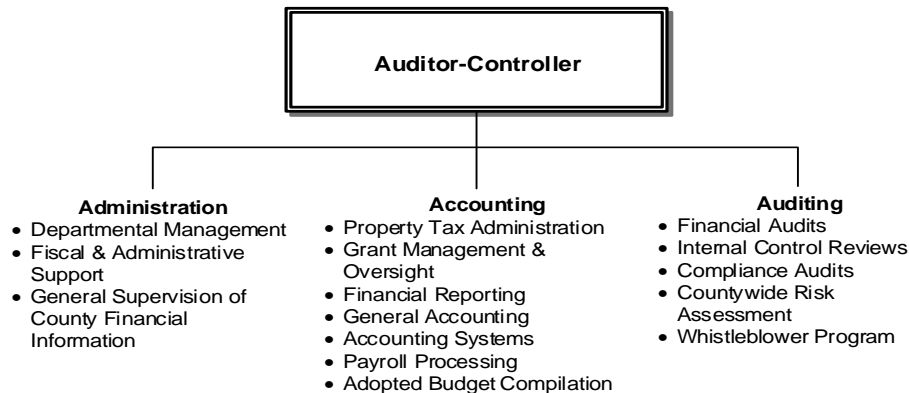 Auditor-Controller
Administration
• Departmental Management
• Fiscal & Administrative
Support
• General Supervision of
County Financial
Information
Accounting
• Property Tax Administration
• Grant Management &
Oversight
• Financial Reporting
• General Accounting
• Accounting Systems
• Payroll Processing
• Adopted Budget Compilation
Auditing
• Financial Audits
• Internal Control Reviews
• Compliance Audits
• Countywide Risk
Assessment
• Whistleblower Program